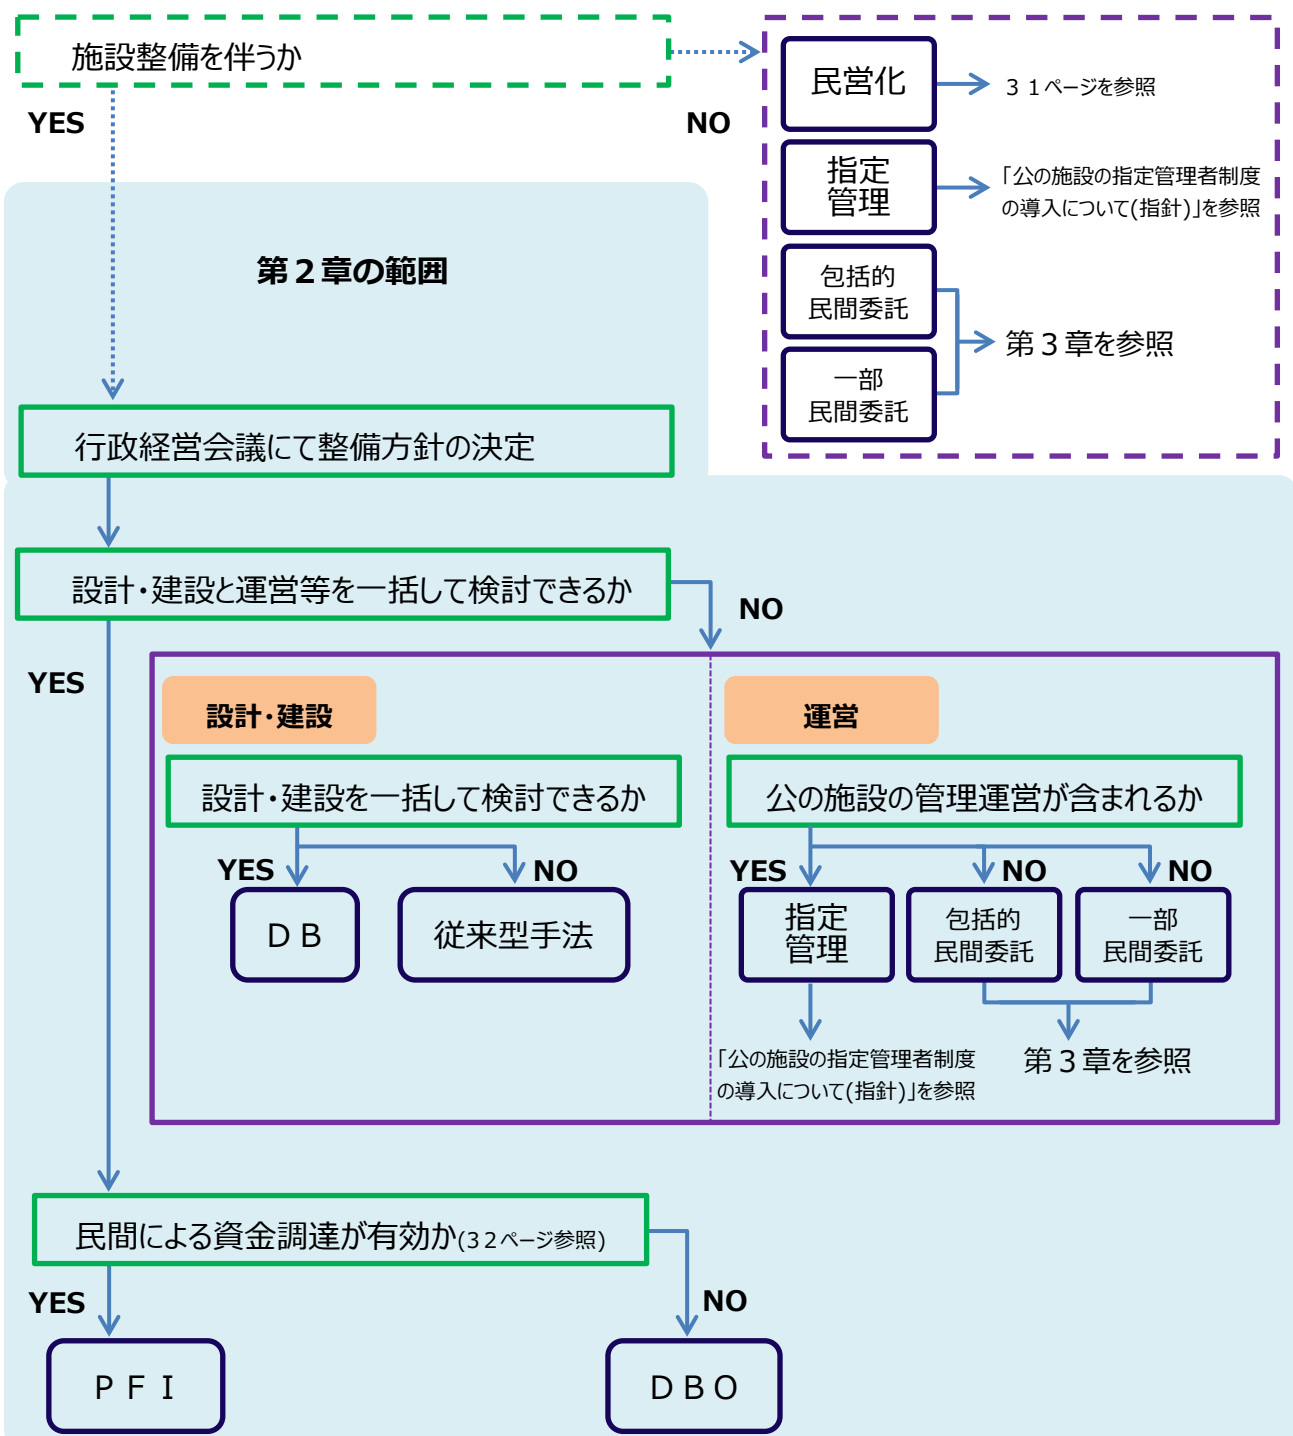 施設整備を伴うか
YES
NO
民営化
３１ページを参照
指定
管理
「公の施設の指定管理者制度
の導入について(指針)」を参照
包括的
民間委託
一部
民間委託
第３章を参照
第２章の範囲
行政経営会議にて整備方針の決定
設計・建設と運営等を一括して検討できるか
NO
YES
設計・建設
設計・建設を一括して検討できるか
YES
NO
ＤＢ
従来型手法
運営
公の施設の管理運営が含まれるか
YES
NO
NO
指定
管理
包括的
民間委託
一部
民間委託
「公の施設の指定管理者制度
の導入について(指針)」を参照
第３章を参照
民間による資金調達が有効か(３２ページ参照)
YES
NO
ＰＦＩ
ＤＢＯ